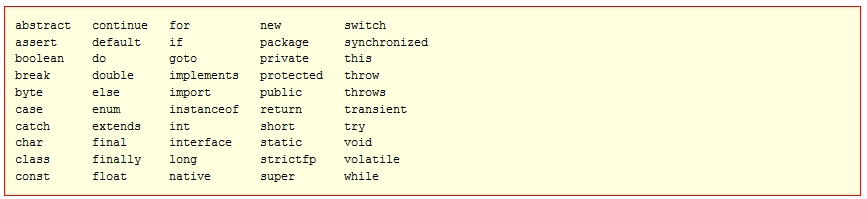 abstract continue for new switch
assert default if package synchronized
boolean do goto private this
break double implements protected throw
byte else import public throws
case enum instanceof return transient
catch extends int short try
char final interface static void
class finally long strictfp volatile
const float native super while